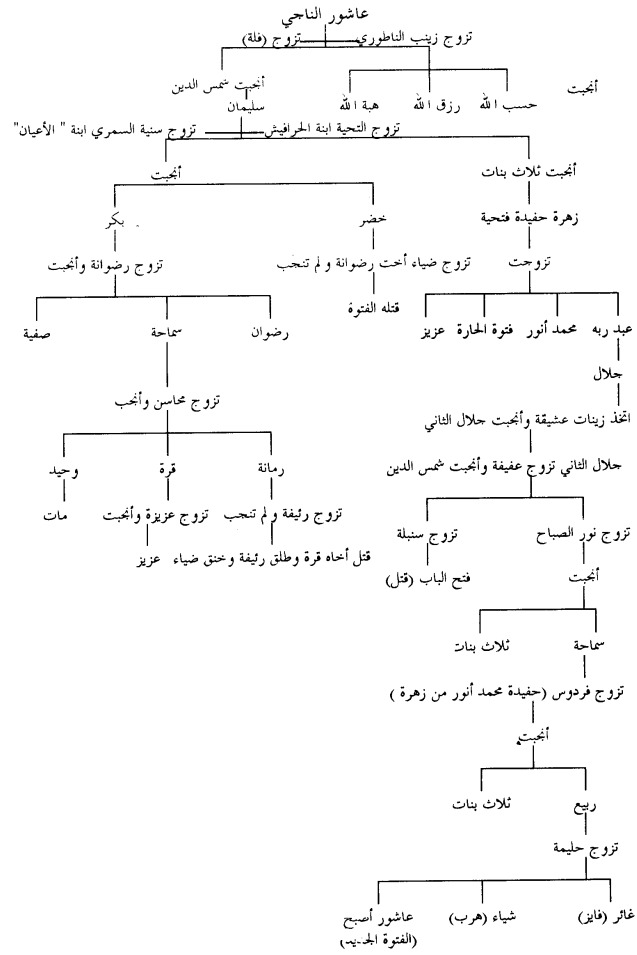 عاشور الناجي
تزوج زينب الناطوري تزوج (فلة)
أنجبت شمس الدين
أنجبت
حسب الله رزق الله هبة الله
سليمان
تزوج التحية ابنة الحرافيش تزوج سنية السمري ابنة " الأعيان"
أنجبت ثلاث بنات
أنجبت
زهرة حفيدة فتحية خضر بكر
تزوجت تزوج ضياء أخت رضوانة ولم تنجب تزوج رضوانة وأنجبت
قتله الفتوة
عبد ربه محمد أنور فتوة الحارة عزيز رضوان سماحة صفية
جلال
تزوج محاسن وأنجب
اتخذ زينات عشيقة وأنجبت جلال الثاني
جلال الثاني تزوج عفيفة وأنجبت شمس الدين رمانة قرة وحيد
تزوج رئيفة ولم تنجب تزوج عزيزة وأنجبت مات
تزوج نور الصباح تزوج سنبلة
قتل أخاه قرة وطلق رئيفة وخنق ضياء عزيز
أنجبت فتح الباب (قتل)
سماحة ثلاث بنات
تزوج فردوس (حفيدة محمد أنور من زهرة )
أنجبت
ربيع ثلاث بنات
تزوج حليمة
غائر (فايز) شياء (هرب) عاشور أصبح
(الفتوة الجديد)